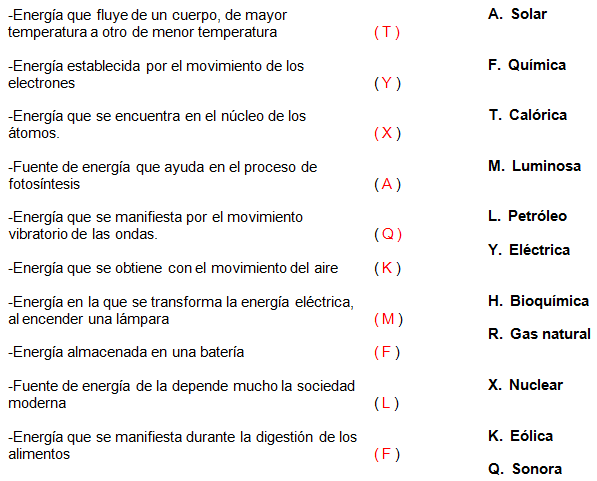 -Energía que fluye de un cuerpo, de mayor
temperatura a otro de menor temperatura ( T )
-Energía establecida por el movimiento de los
electrones ( Y )
-Energía que se encuentra en el núcleo de los
átomos. ( X )
-Fuente de energía que ayuda en el proceso de
fotosíntesis ( A )
-Energía que se manifiesta por el movimiento
vibratorio de las ondas. ( Q )
-Energía que se obtiene con el movimiento del aire ( K )
-Energía en la que se transforma la energía eléctrica,
al encender una lámpara ( M )
-Energía almacenada en una batería ( F )
-Fuente de energía de la depende mucho la sociedad
moderna ( L )
-Energía que se manifiesta durante la digestión de los
alimentos ( F )
A. Solar
F. Química
T. Calórica
M. Luminosa
L. Petróleo
Y. Eléctrica
H. Bioquímica
R. Gas natural
X. Nuclear
K. Eólica
Q. Sonora